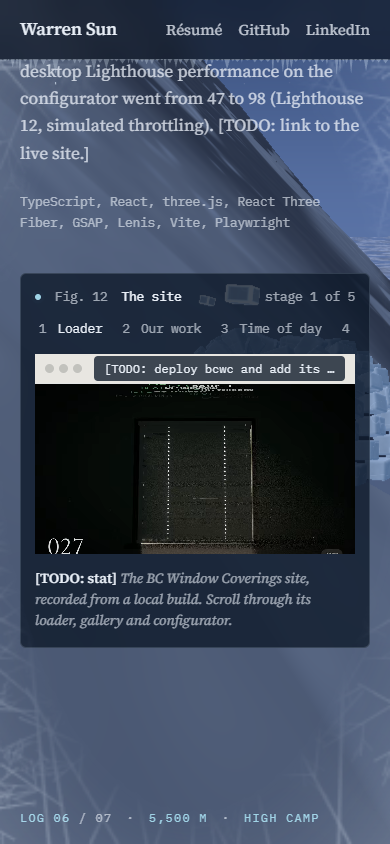 Warren Sun Résumé GitHub LinkedIn
desktop Lighthouse performance on the
configurator went from 47 to 98 (Lighthouse
12, simulated throttling). [TODO: link to the
live site.]
TypeScript, React, three.js, React Three
Fiber, GSAP, Lenis, Vite, Playwright
Fig. 12 The site stage 1 of 5
1 Loader 2 Our work 3 Time of day 4
[TODO: deploy bcwc and add its …
027
[TODO: stat] The BC Window Coverings site,
recorded from a local build. Scroll through its
loader, gallery and configurator.
LOG 06 / 07 · 5,500 M · HIGH CAMP